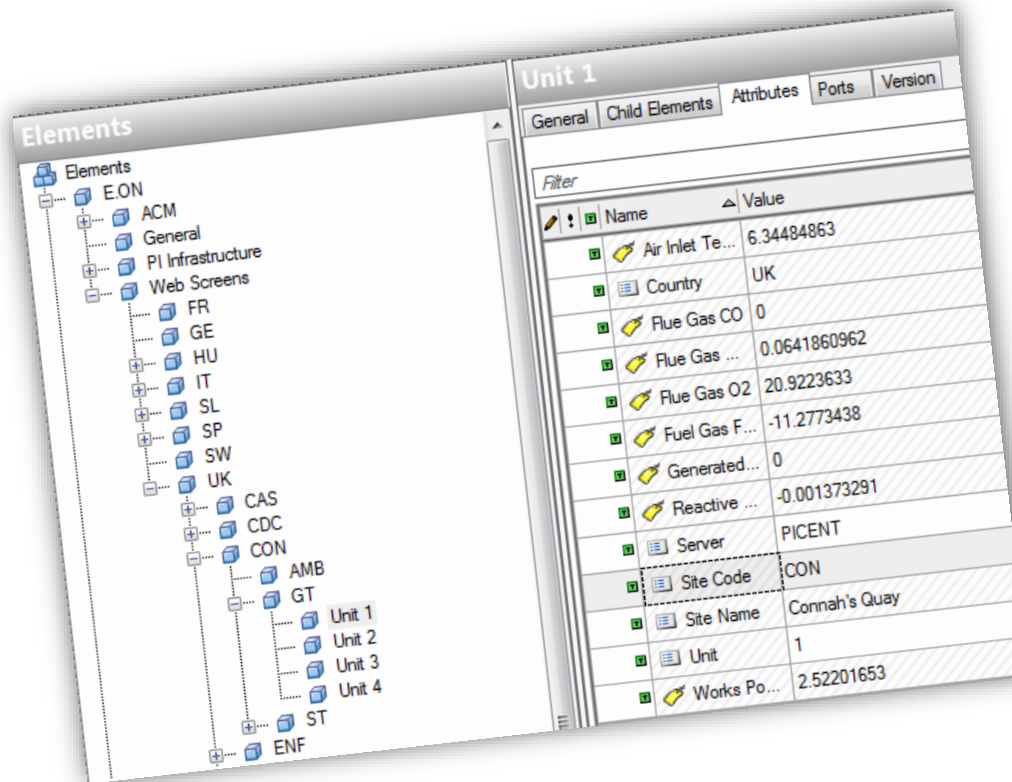 Elements
Elements
E.ON
ACM
General
PI Infrastructure
Web Screens
FR
GE
HU
IT
SL
SP
SW
UK
CAS
CDC
CON
AMB
GT
Unit 1
Unit 2
Unit 3
Unit 4
ST
ENF
Unit 1
General Child Elements Attributes Ports Version
Filter
Name Value
Air Inlet Te... 6.34484863
Country UK
Flue Gas CO 0
Flue Gas ... 0.0641860962
Flue Gas O2 20.9223633
Fuel Gas F... -11.2773438
Generated... 0
Reactive ... -0.001373291
Server PICENT
Site Code CON
Site Name Connah's Quay
Unit 1
Works Po... 2.52201653